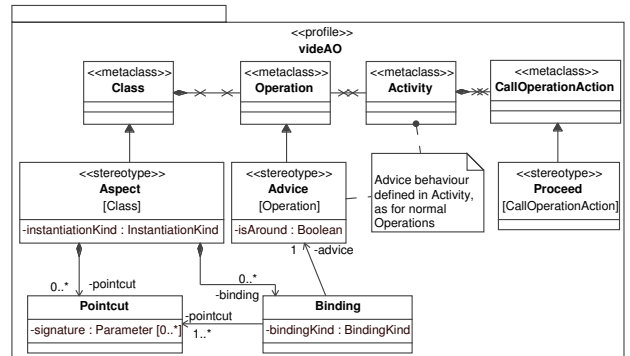 <<profile>>
videAO
<<metaclass>>
Class
<<metaclass>>
Operation
<<metaclass>>
Activity
<<metaclass>>
CallOperationAction
<<stereotype>>
Aspect
[Class]
-instantiationKind : InstantiationKind
<<stereotype>>
Advice
[Operation]
-isAround : Boolean
Advice behaviour
defined in Activity,
as for normal
Operations
<<stereotype>>
Proceed
[CallOperationAction]
1
-advice
0..*
-pointcut
0..*
-binding
Pointcut
-signature : Parameter [0..*]
-pointcut
1..*
Binding
-bindingKind : BindingKind